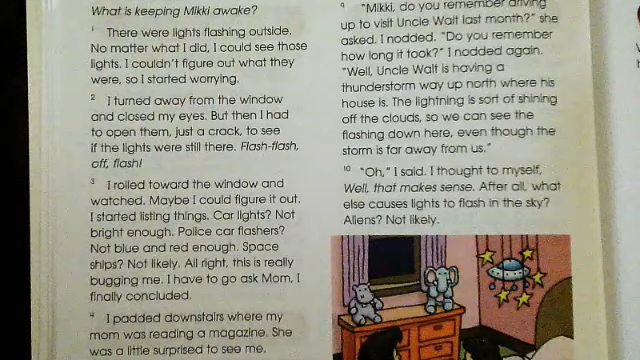 What is keeping Mikki awake?
1 There were lights flashing outside.
No matter what I did, I could see those
lights. I couldn't figure out what they
were, so I started worrying.
2 I turned away from the window
and closed my eyes. But then I had
to open them, just a crack, to see
if the lights were still there. Flash-flash,
off, flash!
3 I rolled toward the window and
watched. Maybe I could figure it out.
I started listing things. Car lights? Not
bright enough. Police car flashers?
Not blue and red enough. Space
ships? Not likely. All right, this is really
bugging me. I have to go ask Mom, I
finally concluded.
4 I padded downstairs where my
mom was reading a magazine. She
was a little surprised to see me.
9 "Mikki, do you remember driving
up to visit Uncle Walt last month?" she
asked. I nodded. "Do you remember
how long it took?" I nodded again.
"Well, Uncle Walt is having a
thunderstorm way up north where his
house is. The lightning is sort of shining
off the clouds, so we can see the
flashing down here, even though the
storm is far away from us."
10 "Oh," I said. I thought to myself,
Well, that makes sense. After all, what
else causes lights to flash in the sky?
Aliens? Not likely.